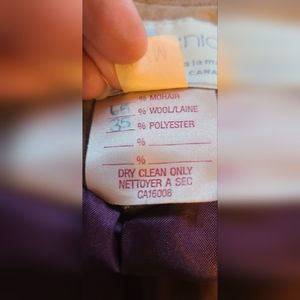 M
% MOHAIR
65 % WOOL/LAINE
35 % POLYESTER
%
%
DRY CLEAN ONLY
NETTOYER A SEC
CA16008